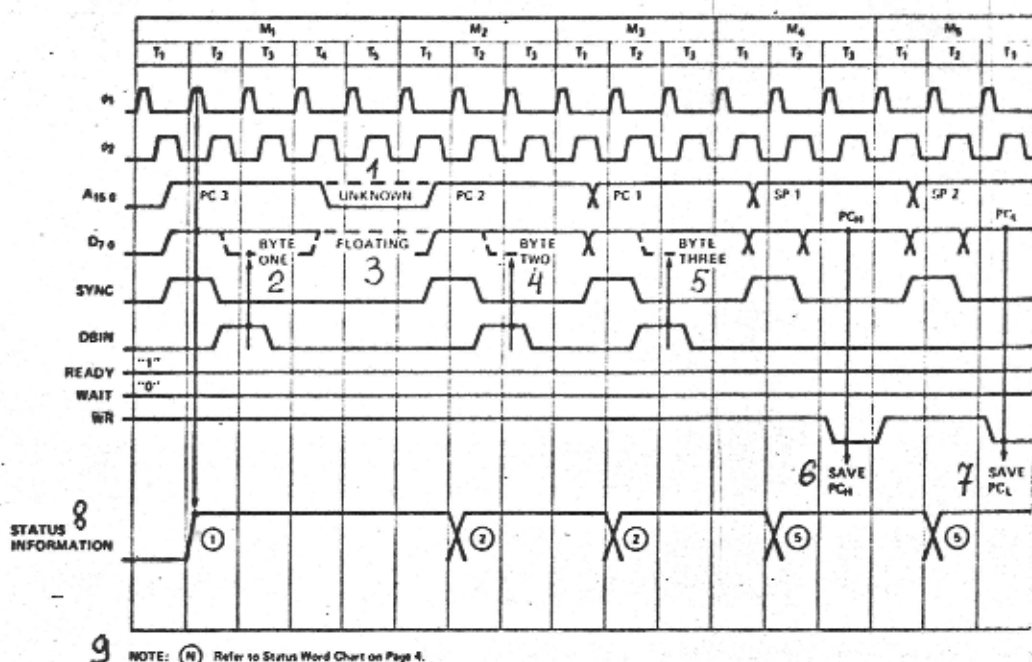 M1 M2 M3 M4 M5
T1 T2 T3 T4 T5 T1 T2 T3 T1 T2 T3 T1 T2 T3 T1 T2 T3
φ1
φ2
1
A15-0 PC 3 UNKNOWN PC 2 PC 1 SP 1 PCH SP 2 PCL
D7-0 BYTE ONE FLOATING BYTE TWO BYTE THREE
2 3 4 5
SYNC
DBIN
READY "1"
WAIT "0"
WR
6 SAVE PCH 7 SAVE PCL
8
STATUS INFORMATION 1 2 2 5 5
9 NOTE: N Refer to Status Word Chart on Page 4.